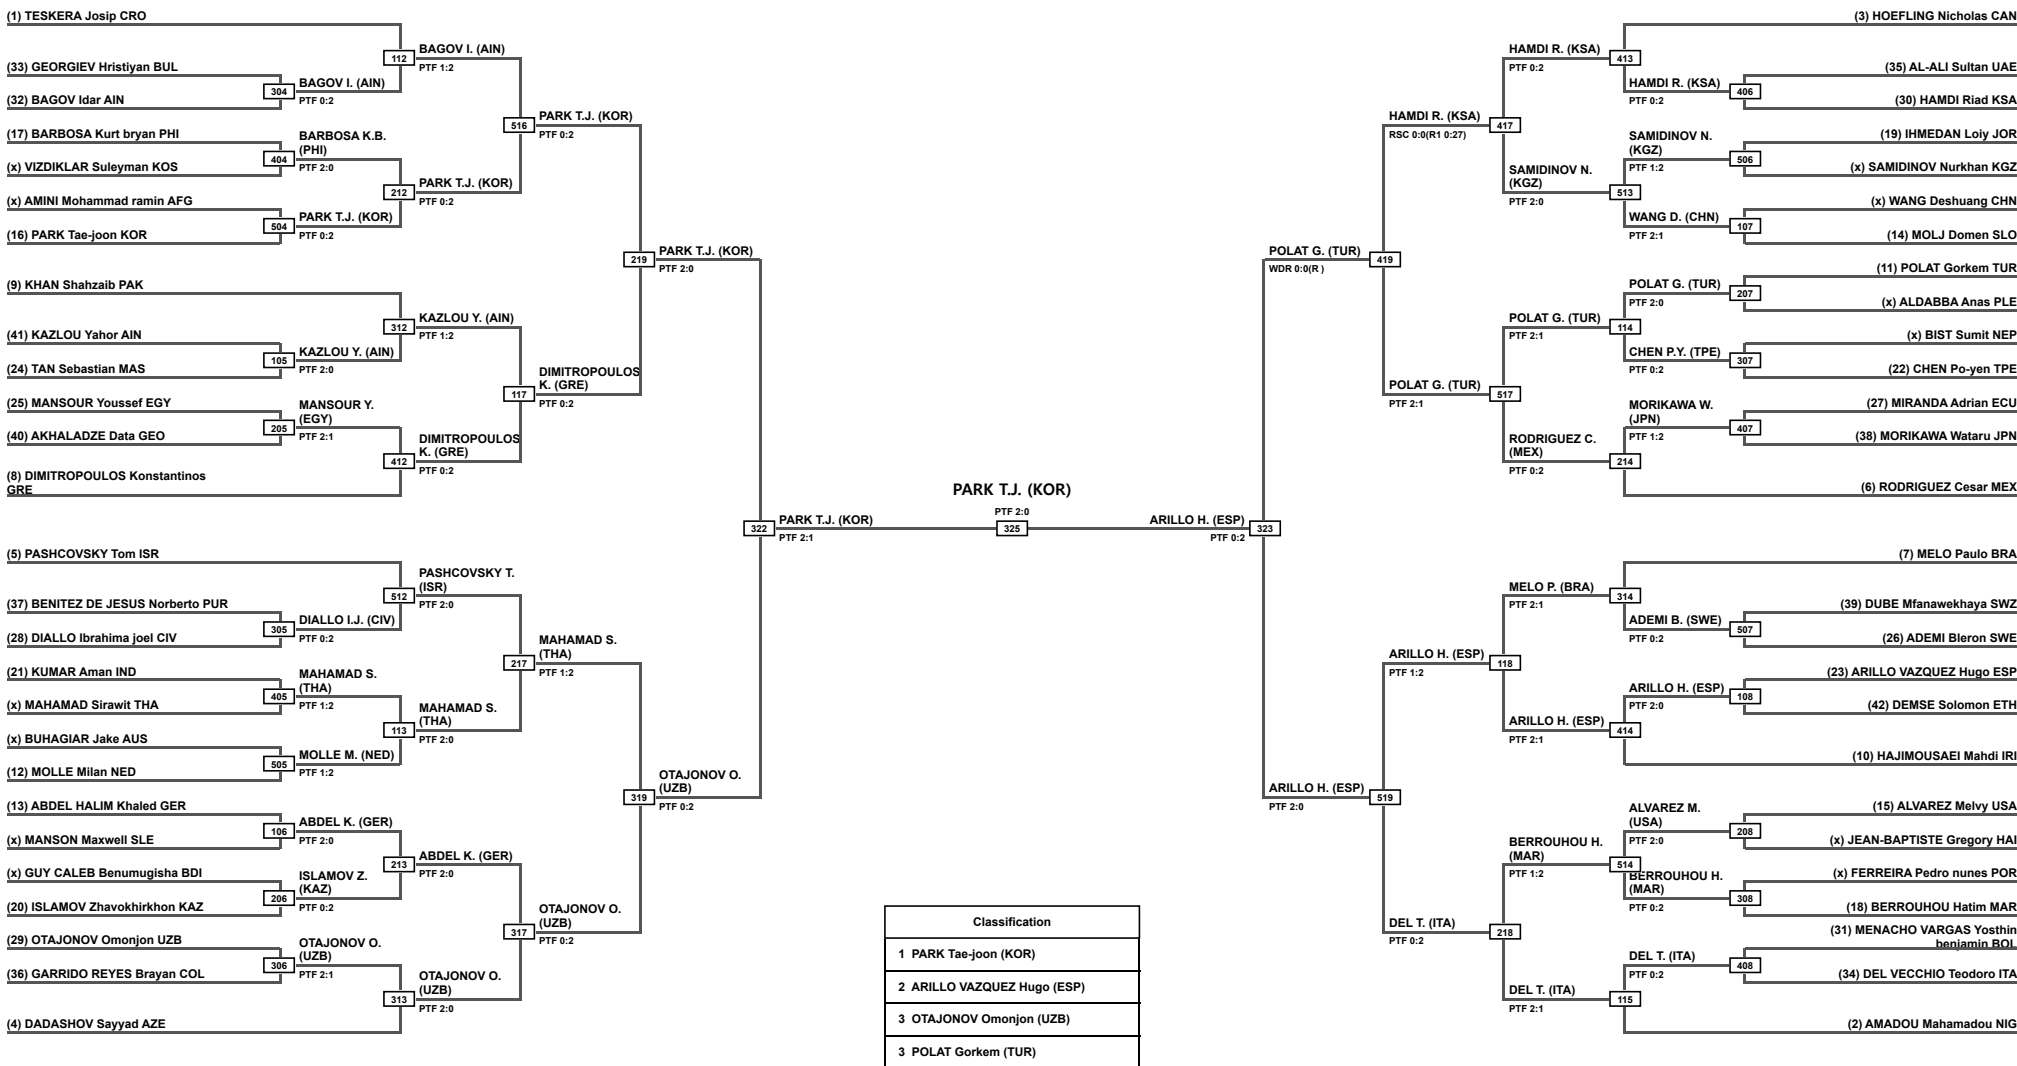 (1) TESKERA Josip CRO
(33) GEORGIEV Hristiyan BUL
(32) BAGOV Idar AIN
(17) BARBOSA Kurt bryan PHI
(x) VIZDIKLAR Suleyman KOS
(x) AMINI Mohammad ramin AFG
(16) PARK Tae-joon KOR
(9) KHAN Shahzaib PAK
(41) KAZLOU Yahor AIN
(24) TAN Sebastian MAS
(25) MANSOUR Youssef EGY
(40) AKHALADZE Data GEO
(8) DIMITROPOULOS Konstantinos
GRE
(5) PASHCOVSKY Tom ISR
(37) BENITEZ DE JESUS Norberto PUR
(28) DIALLO Ibrahima joel CIV
(21) KUMAR Aman IND
(x) MAHAMAD Sirawit THA
(x) BUHAGIAR Jake AUS
(12) MOLLE Milan NED
(13) ABDEL HALIM Khaled GER
(x) MANSON Maxwell SLE
(x) GUY CALEB Benumugisha BDI
(20) ISLAMOV Zhavokhirkhon KAZ
(29) OTAJONOV Omonjon UZB
(36) GARRIDO REYES Brayan COL
(4) DADASHOV Sayyad AZE
304
BAGOV I. (AIN)
PTF 0:2
404
BARBOSA K.B.
(PHI)
PTF 2:0
504
PARK T.J. (KOR)
PTF 0:2
105
KAZLOU Y. (AIN)
PTF 2:0
205
MANSOUR Y.
(EGY)
PTF 2:1
305
DIALLO I.J. (CIV)
PTF 0:2
405
MAHAMAD S.
(THA)
PTF 1:2
505
MOLLE M. (NED)
PTF 1:2
106
ABDEL K. (GER)
PTF 2:0
206
ISLAMOV Z.
(KAZ)
PTF 0:2
306
OTAJONOV O.
(UZB)
PTF 2:1
112
BAGOV I. (AIN)
PTF 1:2
212
PARK T.J. (KOR)
PTF 0:2
312
KAZLOU Y. (AIN)
PTF 1:2
412
DIMITROPOULOS
K. (GRE)
PTF 0:2
512
PASHCOVSKY T.
(ISR)
PTF 2:0
113
MAHAMAD S.
(THA)
PTF 2:0
213
ABDEL K. (GER)
PTF 2:0
313
OTAJONOV O.
(UZB)
PTF 2:0
516
PARK T.J. (KOR)
PTF 0:2
117
DIMITROPOULOS
K. (GRE)
PTF 0:2
217
MAHAMAD S.
(THA)
PTF 1:2
317
OTAJONOV O.
(UZB)
PTF 0:2
219
PARK T.J. (KOR)
PTF 2:0
319
OTAJONOV O.
(UZB)
PTF 0:2
322
PARK T.J. (KOR)
PTF 2:1
PARK T.J. (KOR)
PTF 2:0
325
ARILLO H. (ESP)
PTF 0:2
323
POLAT G. (TUR)
WDR 0:0(R )
419
ARILLO H. (ESP)
PTF 2:0
519
HAMDI R. (KSA)
RSC 0:0(R1 0:27)
417
POLAT G. (TUR)
PTF 2:1
517
ARILLO H. (ESP)
PTF 1:2
118
DEL T. (ITA)
PTF 0:2
218
HAMDI R. (KSA)
PTF 0:2
413
SAMIDINOV N.
(KGZ)
PTF 2:0
513
POLAT G. (TUR)
PTF 2:1
114
RODRIGUEZ C.
(MEX)
PTF 0:2
214
MELO P. (BRA)
PTF 2:1
314
ARILLO H. (ESP)
PTF 2:1
414
BERROUHOU H.
(MAR)
PTF 1:2
514
DEL T. (ITA)
PTF 2:1
115
HAMDI R. (KSA)
PTF 0:2
406
SAMIDINOV N.
(KGZ)
PTF 1:2
506
WANG D. (CHN)
PTF 2:1
107
POLAT G. (TUR)
PTF 2:0
207
CHEN P.Y. (TPE)
PTF 0:2
307
MORIKAWA W.
(JPN)
PTF 1:2
407
ADEMI B. (SWE)
PTF 0:2
507
ARILLO H. (ESP)
PTF 2:0
108
ALVAREZ M.
(USA)
PTF 2:0
208
BERROUHOU H.
(MAR)
PTF 0:2
308
DEL T. (ITA)
PTF 0:2
408
(3) HOEFLING Nicholas CAN
(35) AL-ALI Sultan UAE
(30) HAMDI Riad KSA
(19) IHMEDAN Loiy JOR
(x) SAMIDINOV Nurkhan KGZ
(x) WANG Deshuang CHN
(14) MOLJ Domen SLO
(11) POLAT Gorkem TUR
(x) ALDABBA Anas PLE
(x) BIST Sumit NEP
(22) CHEN Po-yen TPE
(27) MIRANDA Adrian ECU
(38) MORIKAWA Wataru JPN
(6) RODRIGUEZ Cesar MEX
(7) MELO Paulo BRA
(39) DUBE Mfanawekhaya SWZ
(26) ADEMI Bleron SWE
(23) ARILLO VAZQUEZ Hugo ESP
(42) DEMSE Solomon ETH
(10) HAJIMOUSAEI Mahdi IRI
(15) ALVAREZ Melvy USA
(x) JEAN-BAPTISTE Gregory HAI
(x) FERREIRA Pedro nunes POR
(18) BERROUHOU Hatim MAR
(31) MENACHO VARGAS Yosthin
benjamin BOL
(34) DEL VECCHIO Teodoro ITA
(2) AMADOU Mahamadou NIG
Classification
1 PARK Tae-joon (KOR)
2 ARILLO VAZQUEZ Hugo (ESP)
3 OTAJONOV Omonjon (UZB)
3 POLAT Gorkem (TUR)